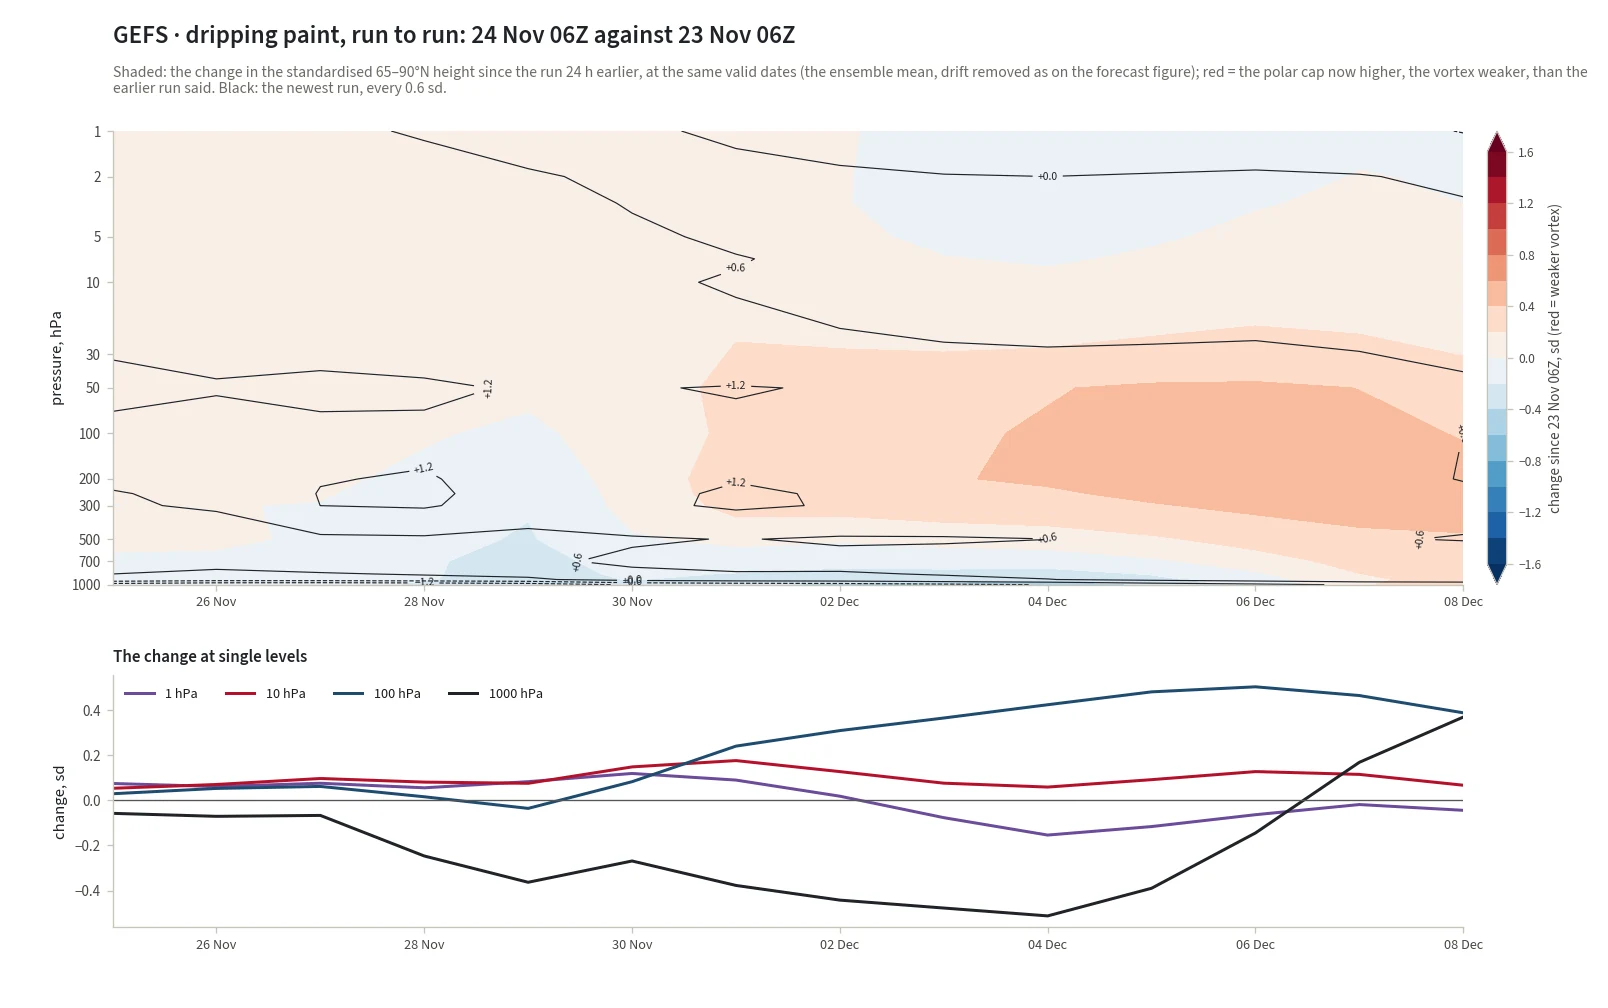 GEFS · dripping paint, run to run: 24 Nov 06Z against 23 Nov 06Z
Shaded: the change in the standardised 65–90°N height since the run 24 h earlier, at the same valid dates (the ensemble mean, drift removed as on the forecast figure); red = the polar cap now higher, the vortex weaker, than the
earlier run said. Black: the newest run, every 0.6 sd.
pressure, hPa
1
2
5
10
30
50
100
200
300
500
700
1000
+0.0
+0.6
+1.2
+1.2
+1.2
+1.2
+0.6
+0.6
+0.6
−1.2
26 Nov
28 Nov
30 Nov
02 Dec
04 Dec
06 Dec
08 Dec
1.6
1.2
0.8
0.4
0.0
−0.4
−0.8
−1.2
−1.6
change since 23 Nov 06Z, sd (red = weaker vortex)
The change at single levels
1 hPa
10 hPa
100 hPa
1000 hPa
change, sd
0.4
0.2
0.0
−0.2
−0.4
26 Nov
28 Nov
30 Nov
02 Dec
04 Dec
06 Dec
08 Dec